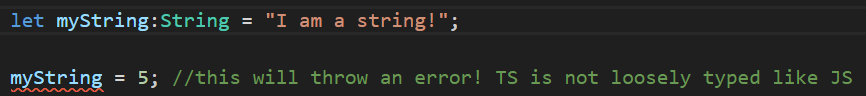 let myString:String = "I am a string!";
myString = 5; //this will throw an error! TS is not loosely typed like JS